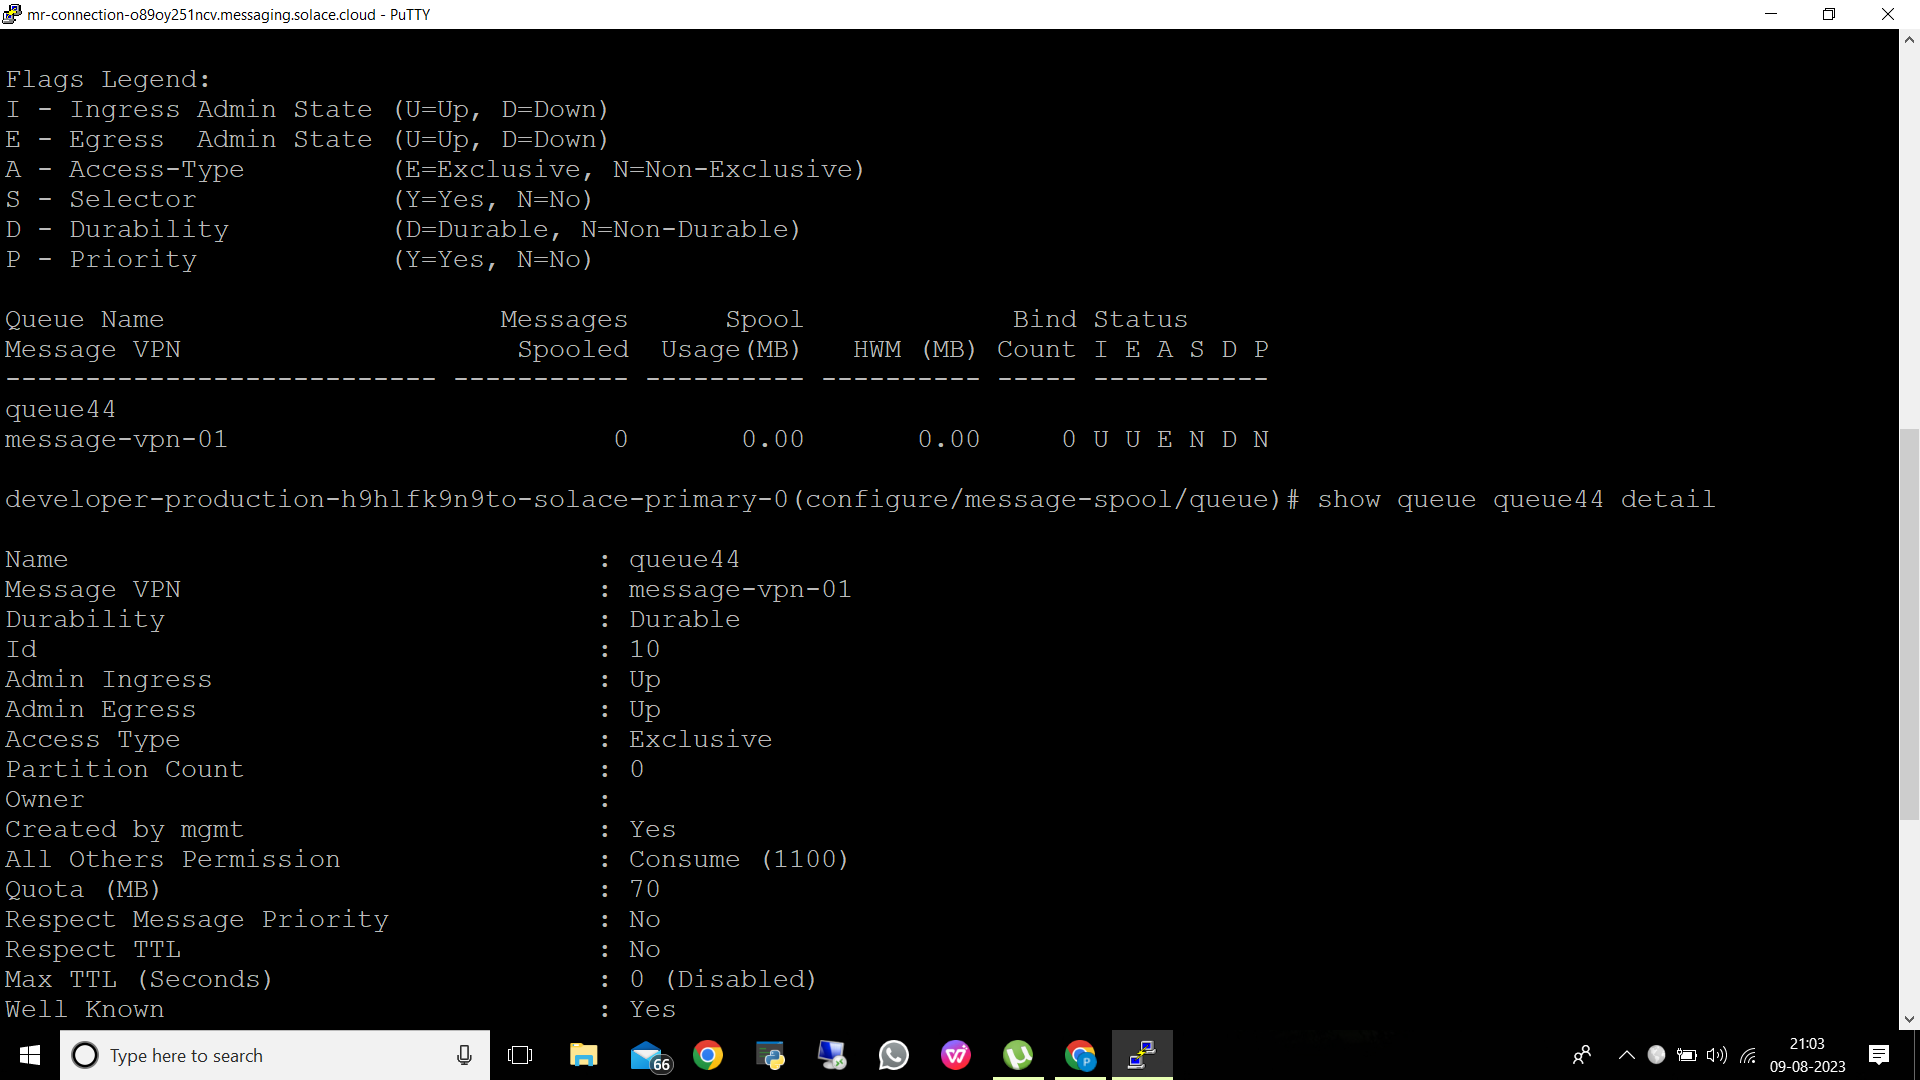 mr-connection-o89oy251ncv.messaging.solace.cloud - PuTTY
Flags Legend:
I - Ingress Admin State (U=Up, D=Down)
E - Egress  Admin State (U=Up, D=Down)
A - Access-Type         (E=Exclusive, N=Non-Exclusive)
S - Selector            (Y=Yes, N=No)
D - Durability          (D=Durable, N=Non-Durable)
P - Priority            (Y=Yes, N=No)
Queue Name                     Messages      Spool             Bind Status
Message VPN                     Spooled  Usage(MB)   HWM (MB) Count I E A S D P
--------------------------- ----------- ---------- ---------- ----- -----------
queue44
message-vpn-01                        0       0.00       0.00     0 U U E N D N
developer-production-h9hlfk9n9to-solace-primary-0(configure/message-spool/queue)# show queue queue44 detail
Name                                 : queue44
Message VPN                          : message-vpn-01
Durability                           : Durable
Id                                   : 10
Admin Ingress                        : Up
Admin Egress                         : Up
Access Type                          : Exclusive
Partition Count                      : 0
Owner                                :
Created by mgmt                      : Yes
All Others Permission                : Consume (1100)
Quota (MB)                           : 70
Respect Message Priority             : No
Respect TTL                          : No
Max TTL (Seconds)                    : 0 (Disabled)
Well Known                           : Yes
Type here to search
66
P
21:03
09-08-2023